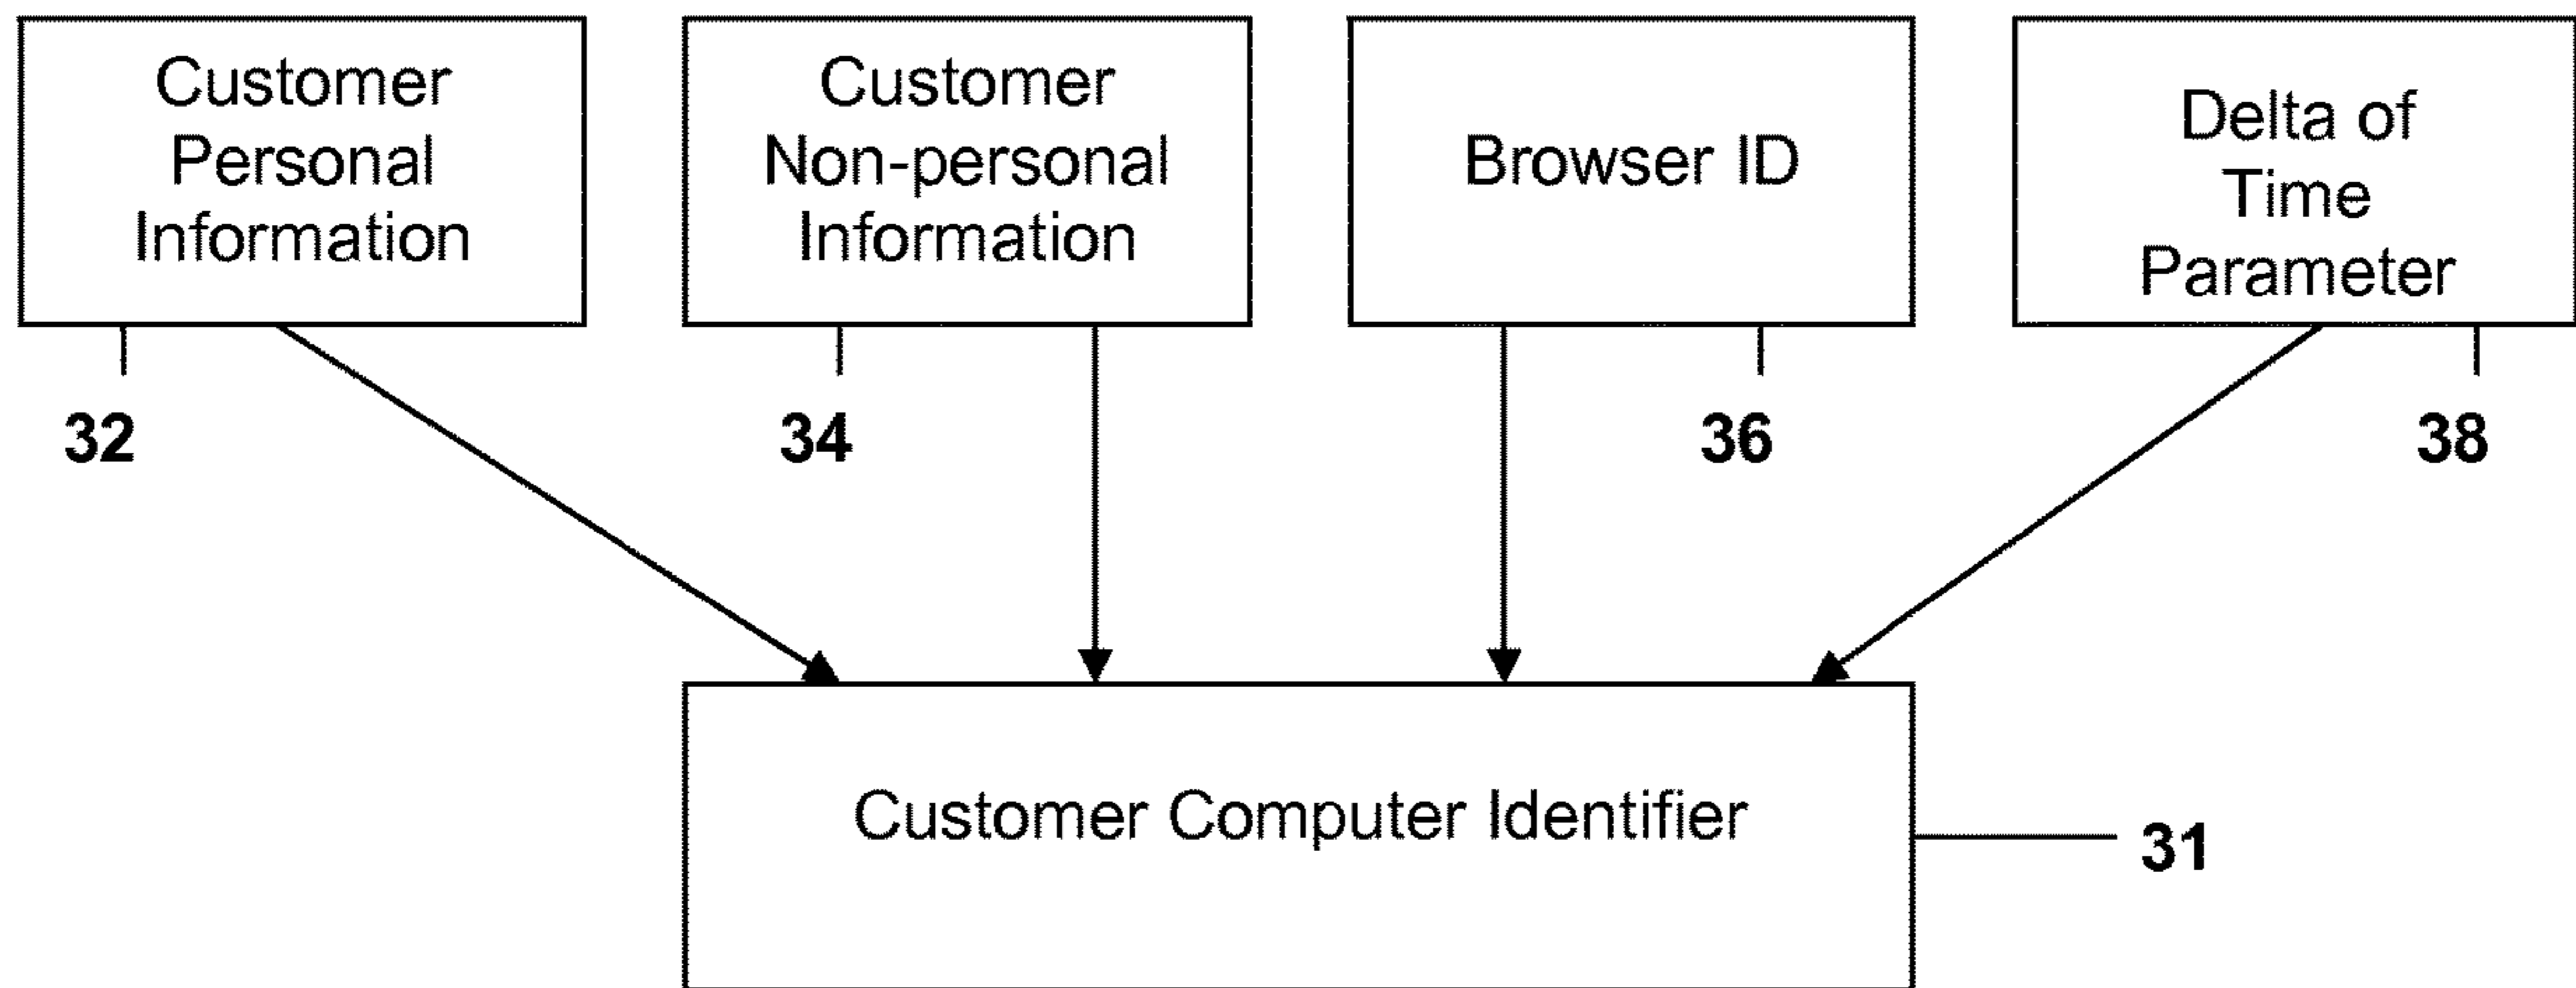 Customer
Personal
Information
Customer
Non-personal
Information
Browser ID
Delta of
Time
Parameter
32
34
36
38
Customer Computer Identifier
31